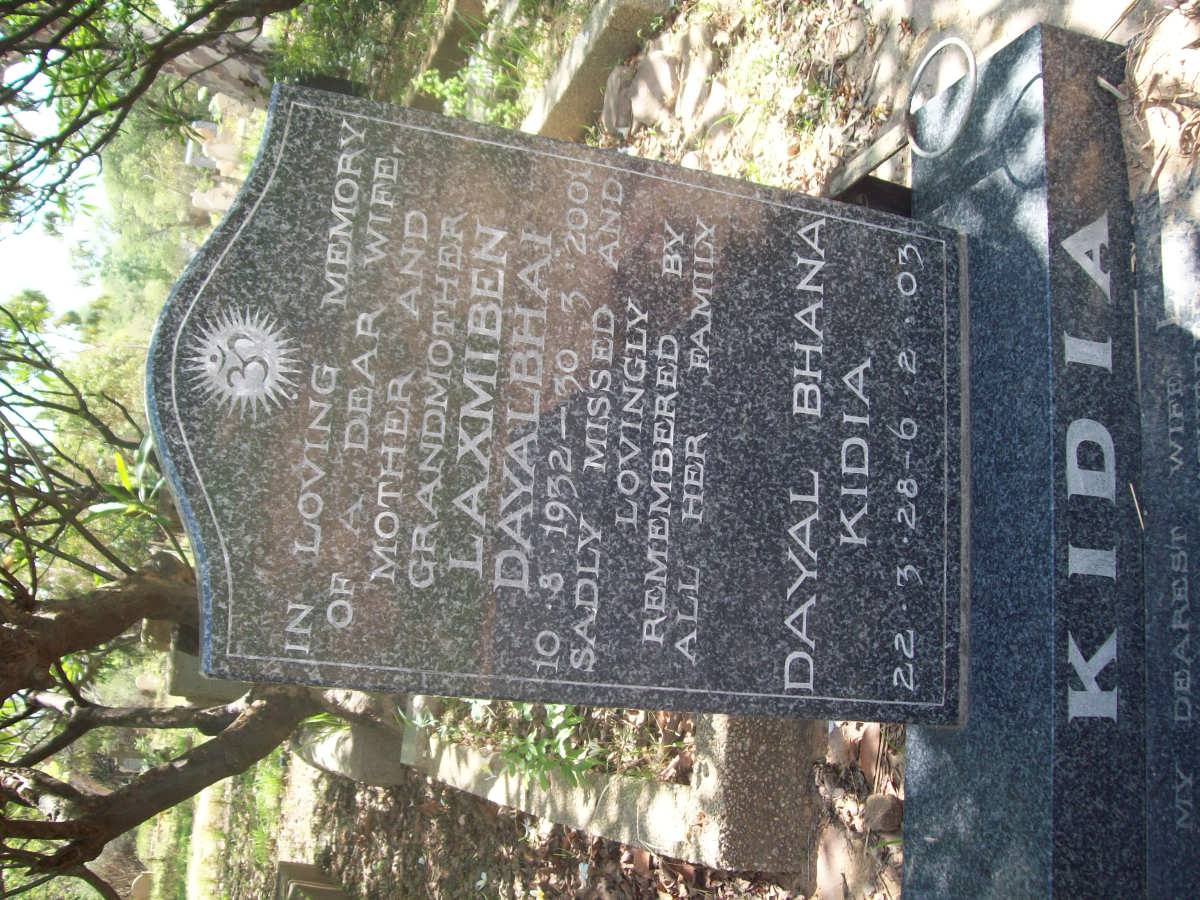 ॐ
IN LOVING MEMORY
OF A DEAR WIFE,
MOTHER AND
GRANDMOTHER
LAXMIBEN
DAYALBHAI
10.8.1932-30.3.200
SADLY MISSED AND
LOVINGLY
REMEMBERED BY
ALL HER FAMILY
DAYAL BHANA
KIDIA
22.3.28-6.2.03
KIDIA
MY DEAREST WIFE